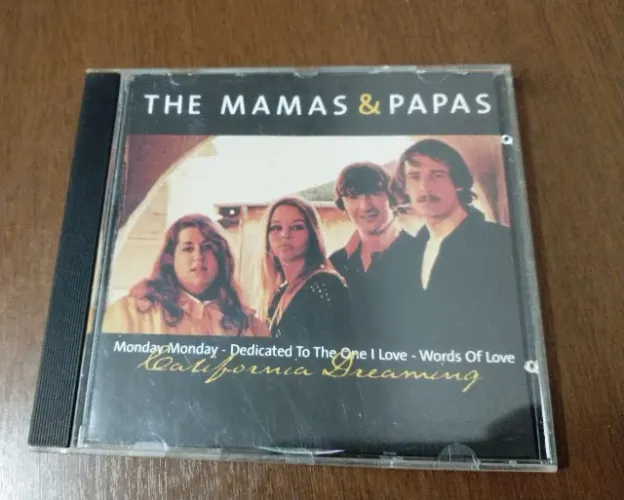 THE MAMAS & PAPAS
Monday Monday - Dedicated To The One I Love - Words Of Love
California Dreaming